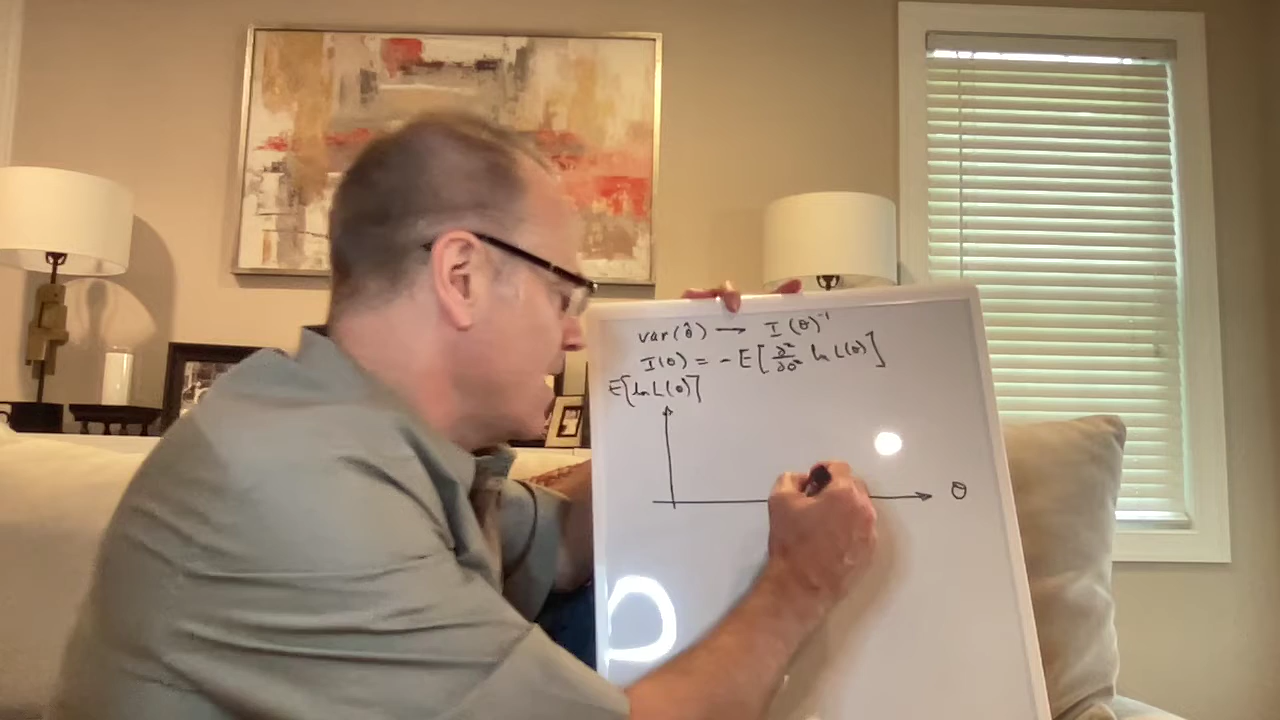 var(θ̂) → I(θ)⁻¹
I(θ) = -E[∂²/∂θ² ln L(θ)]
E[ln L(θ)]
θ